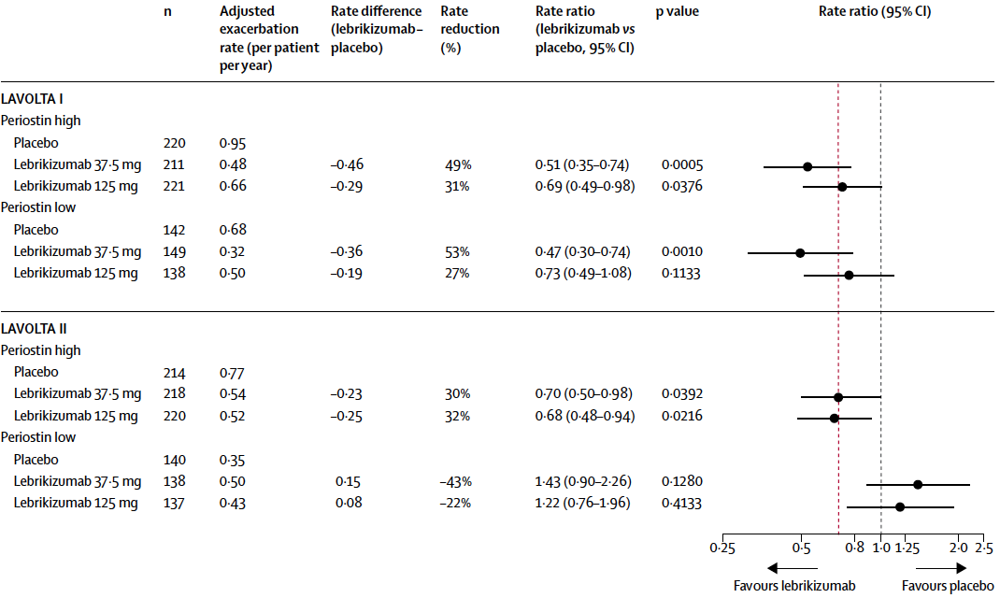 n Adjusted Rate difference Rate Rate ratio p value Rate ratio (95% CI)
exacerbation (lebrikizumab– reduction (lebrikizumab vs
rate (per patient placebo) (%) placebo, 95% CI)
per year)
LAVOLTA I
Periostin high
Placebo 220 0·95
Lebrikizumab 37·5 mg 211 0·48 –0·46 49% 0·51 (0·35–0·74) 0·0005
Lebrikizumab 125 mg 221 0·66 –0·29 31% 0·69 (0·49–0·98) 0·0376
Periostin low
Placebo 142 0·68
Lebrikizumab 37·5 mg 149 0·32 –0·36 53% 0·47 (0·30–0·74) 0·0010
Lebrikizumab 125 mg 138 0·50 –0·19 27% 0·73 (0·49–1·08) 0·1133
LAVOLTA II
Periostin high
Placebo 214 0·77
Lebrikizumab 37·5 mg 218 0·54 –0·23 30% 0·70 (0·50–0·98) 0·0392
Lebrikizumab 125 mg 220 0·52 –0·25 32% 0·68 (0·48–0·94) 0·0216
Periostin low
Placebo 140 0·35
Lebrikizumab 37·5 mg 138 0·50 0·15 –43% 1·43 (0·90–2·26) 0·1280
Lebrikizumab 125 mg 137 0·43 0·08 –22% 1·22 (0·76–1·96) 0·4133
0·25 0·5 0·8 1·0 1·25 2·0 2·5
Favours lebrikizumab Favours placebo